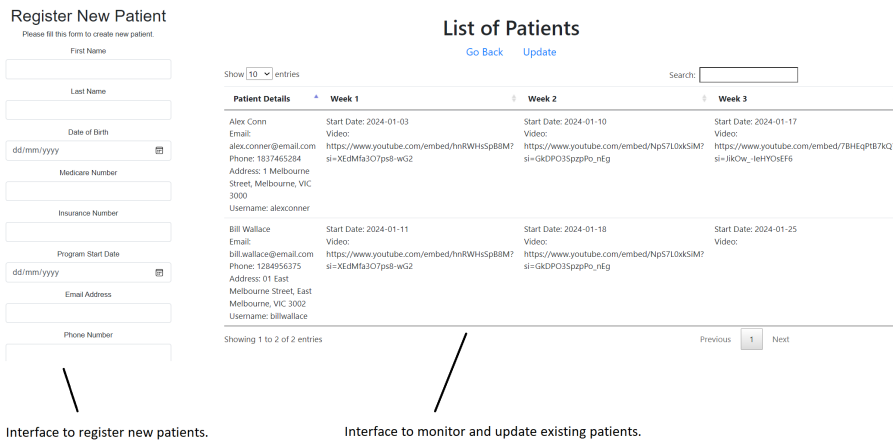 Register New Patient
Please fill this form to create new patient.
First Name
Last Name
Date of Birth
dd/mm/yyyy
Medicare Number
Insurance Number
Program Start Date
dd/mm/yyyy
Email Address
Phone Number
Interface to register new patients.
List of Patients
Go Back Update
Show 10 entries Search:
Patient Details Week 1 Week 2 Week 3
Alex Conn
Email:
alex.conner@email.com
Phone: 1837465284
Address: 1 Melbourne
Street, Melbourne, VIC
3000
Username: alexconner
Start Date: 2024-01-03
Video:
https://www.youtube.com/embed/hnRWHsSpB8M?
si=XEdMfa3O7ps8-wG2
Start Date: 2024-01-10
Video:
https://www.youtube.com/embed/NpS7L0xkSiM?
si=GkDPO3SpzpPo_nEg
Start Date: 2024-01-17
Video:
https://www.youtube.com/embed/7BHEqPtB7kQ
si=JikOw_-IeHYOsEF6
Bill Wallace
Email:
bill.wallace@email.com
Phone: 1284956375
Address: 01 East
Melbourne Street, East
Melbourne, VIC 3002
Username: billwallace
Start Date: 2024-01-11
Video:
https://www.youtube.com/embed/hnRWHsSpB8M?
si=XEdMfa3O7ps8-wG2
Start Date: 2024-01-18
Video:
https://www.youtube.com/embed/NpS7L0xkSiM?
si=GkDPO3SpzpPo_nEg
Start Date: 2024-01-25
Video:
Showing 1 to 2 of 2 entries Previous 1 Next
Interface to monitor and update existing patients.